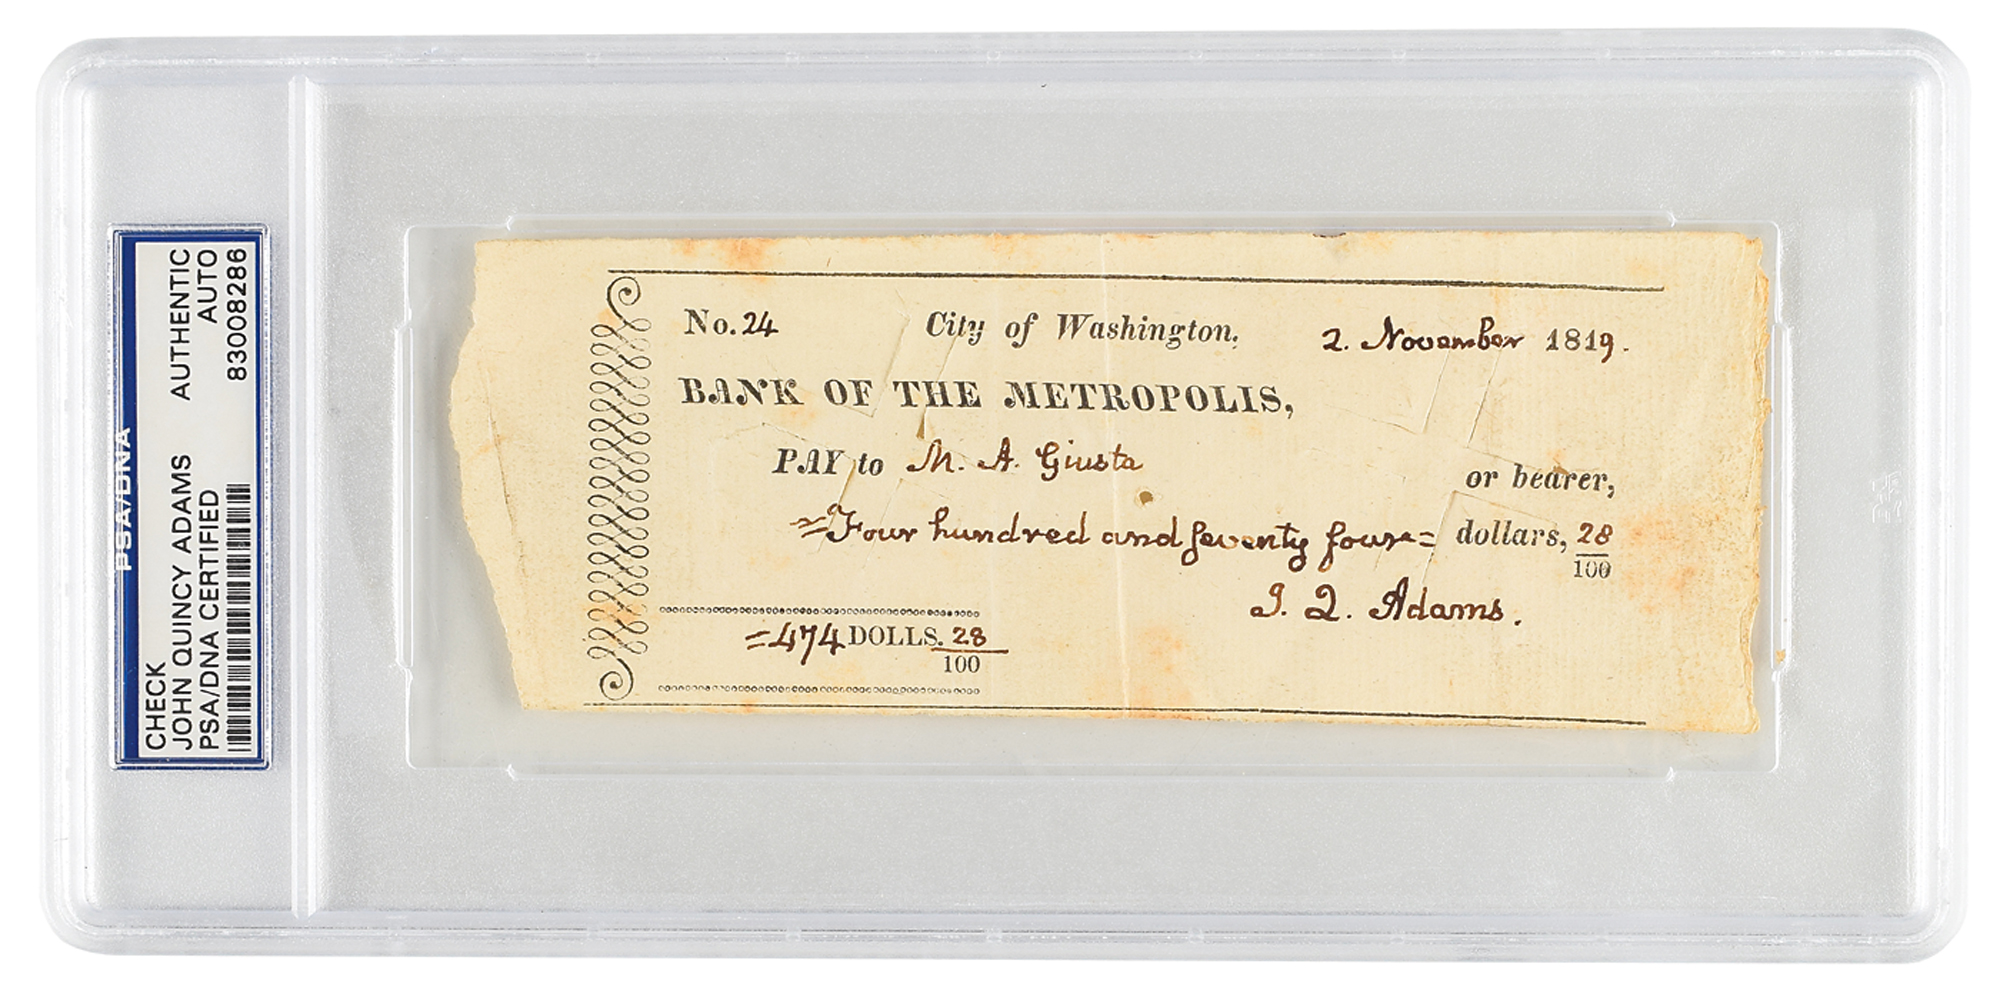 PSA/DNA
CHECK AUTHENTIC
JOHN QUINCY ADAMS AUTO
PSA/DNA CERTIFIED 83008286
No. 24 City of Washington, 2. November 1819.
BANK OF THE METROPOLIS,
PAY to M. A. Giusta or bearer,
=Four hundred and seventy four= dollars, 28/100
J. Q. Adams.
=474 DOLLS. 28/100